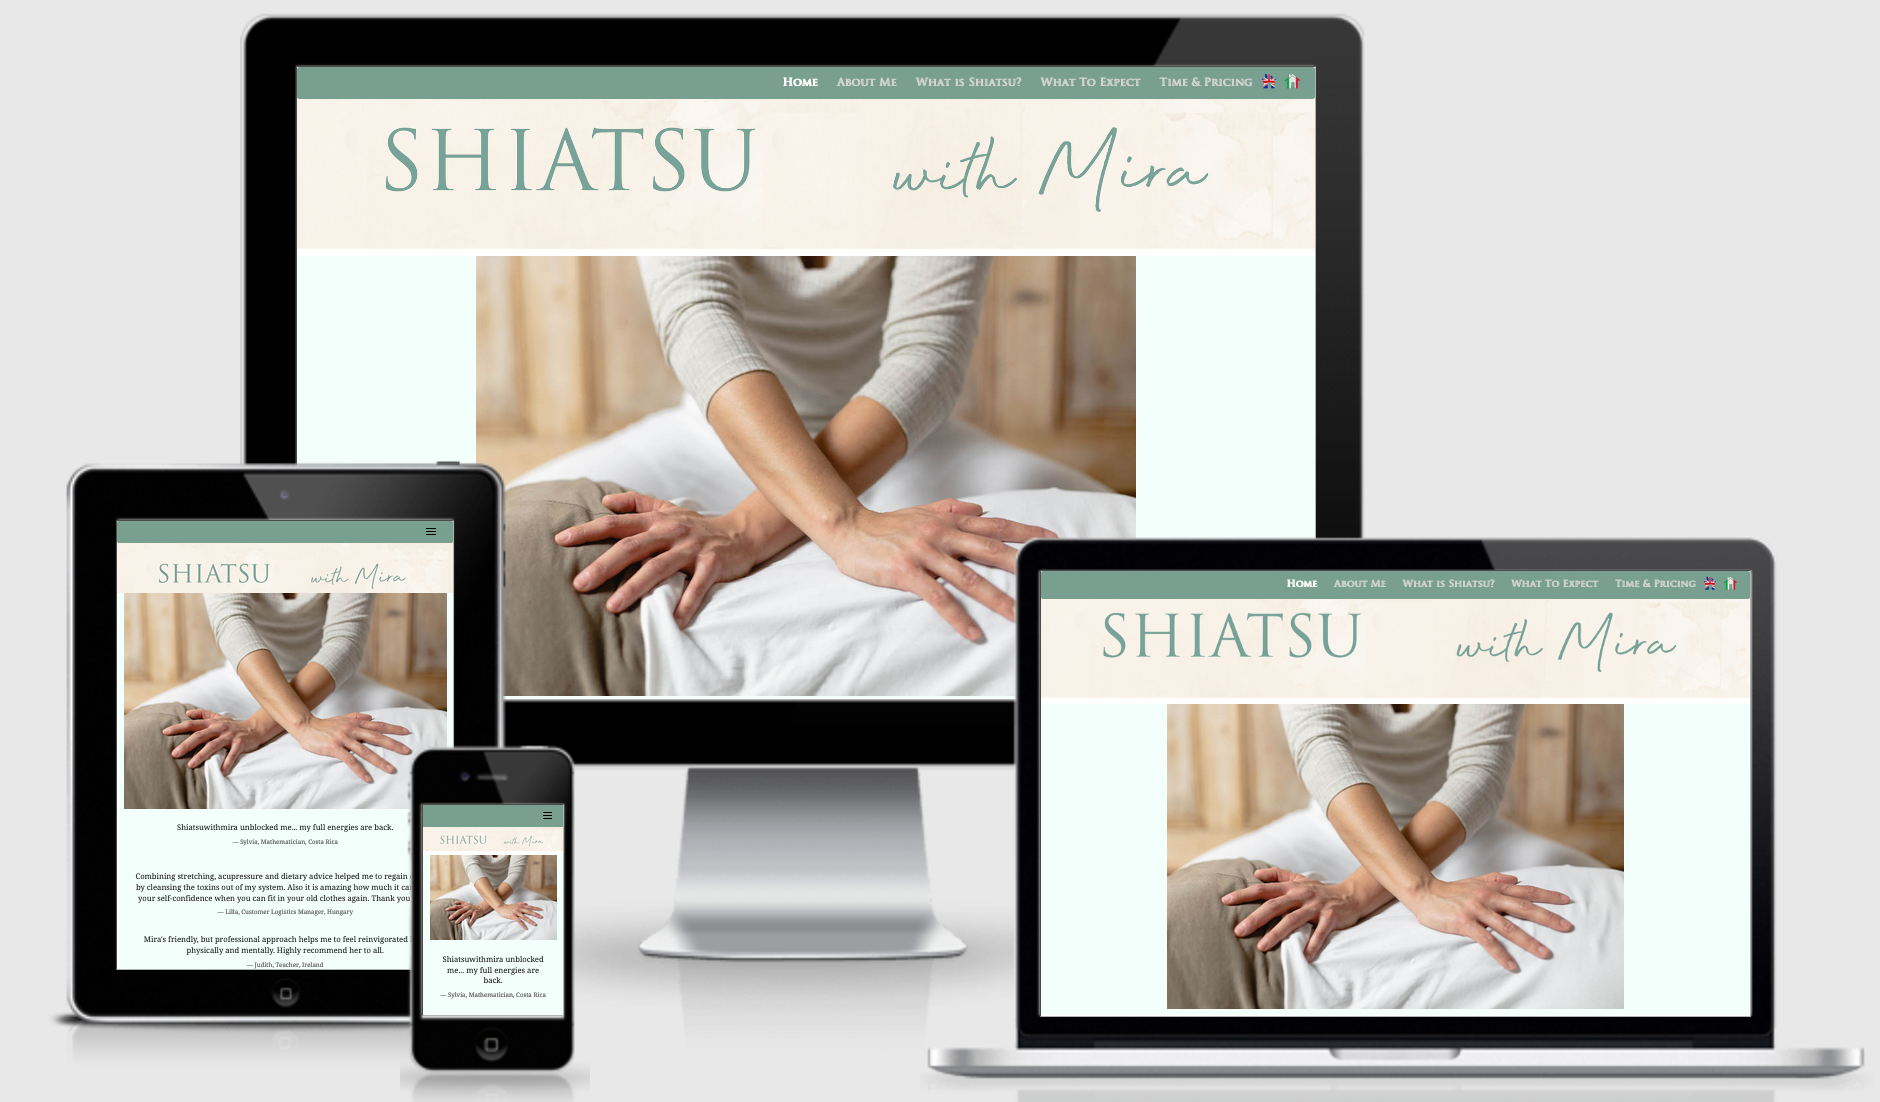 Home About Me What is Shiatsu? What To Expect Time & Pricing
SHIATSU with Mira
SHIATSU with Mira
Shiatsuwithmira unblocked me... my full energies are back.
— Sylvia, Mathematician, Costa Rica
Combining stretching, acupressure and dietary advice helped me to regain
by cleansing the toxins out of my system. Also it is amazing how much it
your self-confidence when you can fit in your old clothes again. Thank you
— Lilla, Customer Logistics Manager, Hungary
Mira's friendly, but professional approach helps me to feel reinvigorated
physically and mentally. Highly recommend her to all.
— Judith, Teacher, Ireland
SHIATSU with Mira
Shiatsuwithmira unblocked
me... my full energies are
back.
— Sylvia, Mathematician, Costa Rica
Home About Me What is Shiatsu? What To Expect Time & Pricing
SHIATSU with Mira